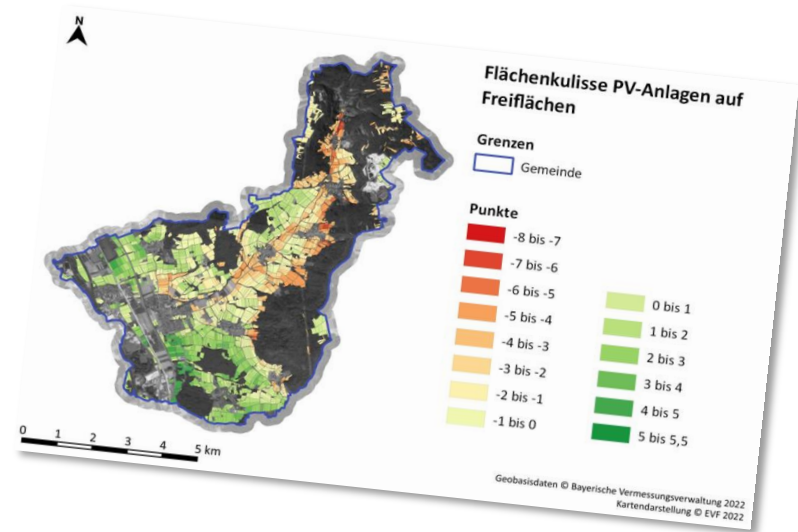 N
Flächenkulisse PV-Anlagen auf
Freiflächen
Grenzen
Gemeinde
Punkte
-8 bis -7
-7 bis -6
-6 bis -5
-5 bis -4
-4 bis -3
-3 bis -2
-2 bis -1
-1 bis 0
0 bis 1
1 bis 2
2 bis 3
3 bis 4
4 bis 5
5 bis 5,5
0 1 2 3 4 5 km
Geobasisdaten © Bayerische Vermessungsverwaltung 2022
Kartendarstellung © EVF 2022